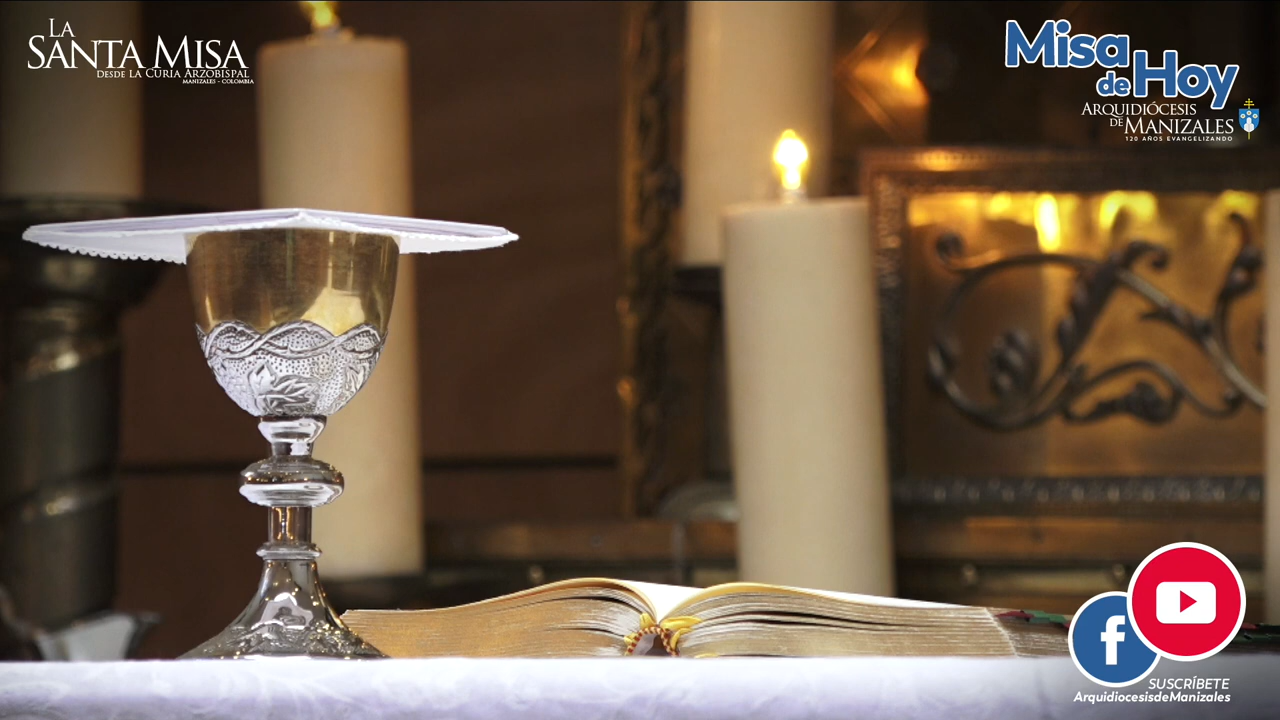 LA
SANTA MISA
DESDE LA CURIA ARZOBISPAL
MANIZALES - COLOMBIA
Misa
de Hoy
ARQUIDIÓCESIS
DE MANIZALES
120 AÑOS EVANGELIZANDO
SUSCRÍBETE
ArquidiocesisdeManizales